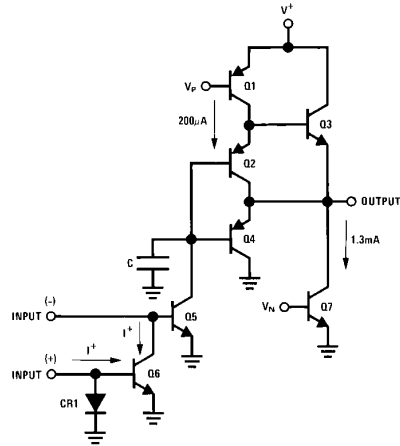 V+
VP
Q1
Q3
200μA
Q2
OUTPUT
Q4
1.3mA
C
(-)
INPUT
Q5
VN
Q7
I+
(+)
I+
INPUT
Q6
CR1